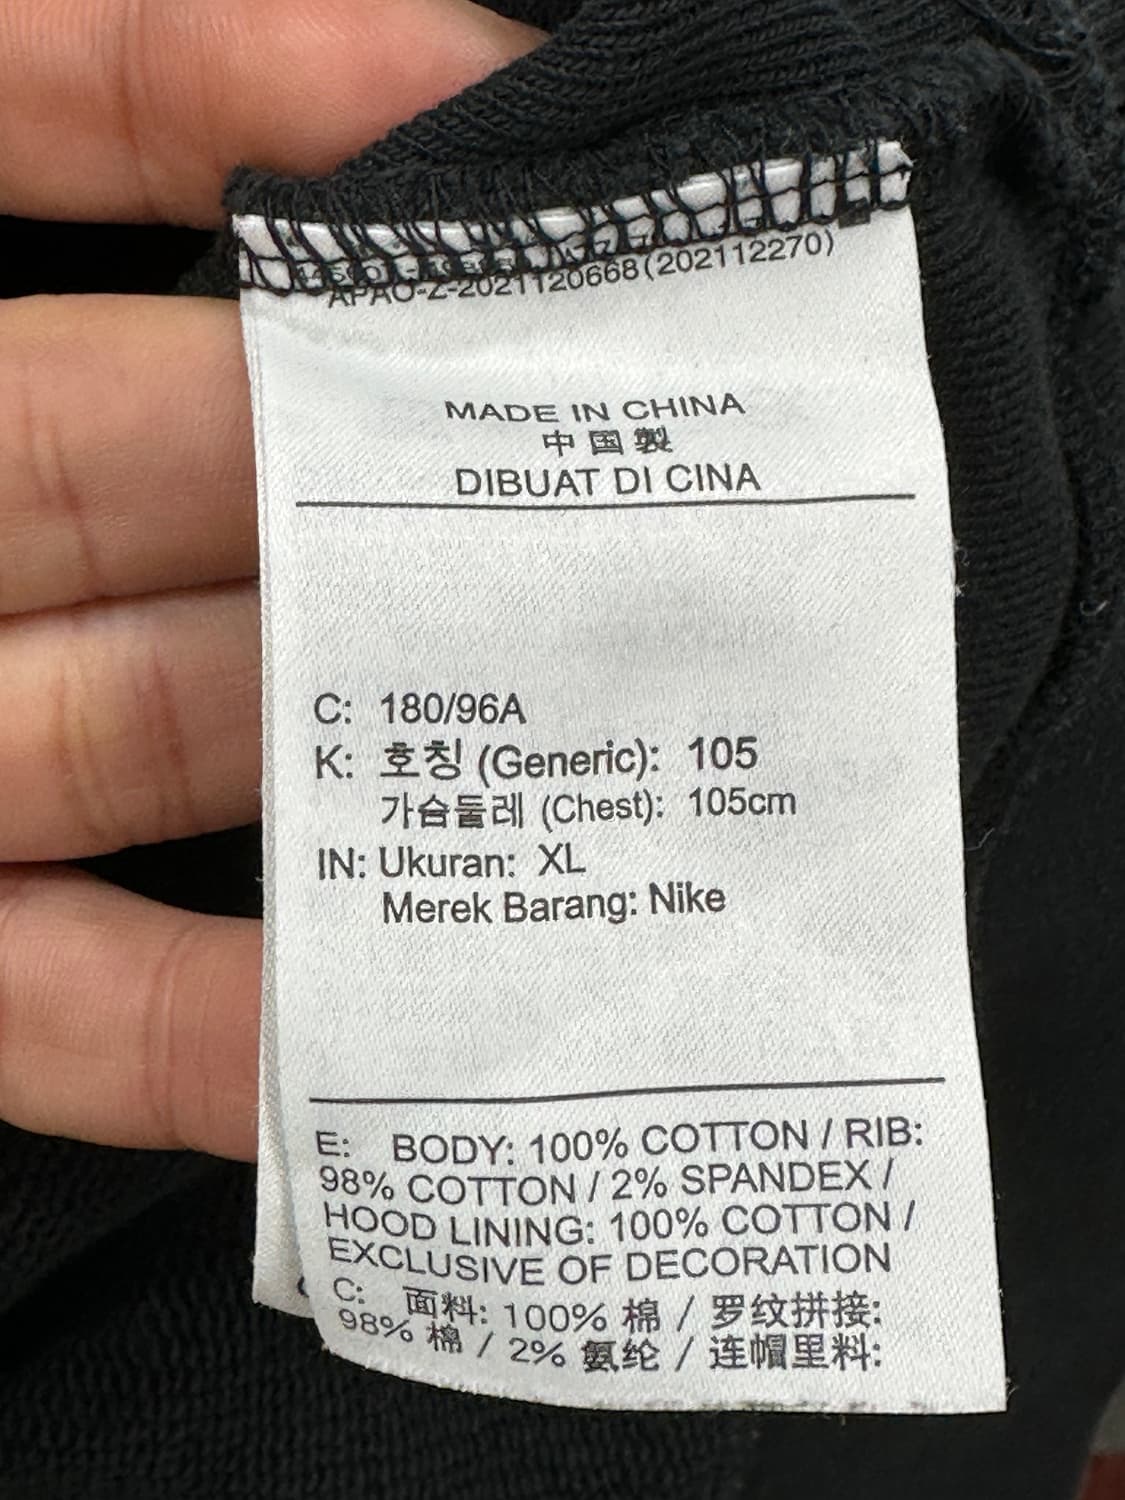 APAO-Z-2021120668(202112270)
MADE IN CHINA
中国製
DIBUAT DI CINA
C: 180/96A
K: 호칭 (Generic): 105
가슴둘레 (Chest): 105cm
IN: Ukuran: XL
Merek Barang: Nike
E: BODY: 100% COTTON / RIB:
98% COTTON / 2% SPANDEX /
HOOD LINING: 100% COTTON /
EXCLUSIVE OF DECORATION
C: 面料: 100% 棉 / 罗纹拼接:
98% 棉 / 2% 氨纶 / 连帽里料: